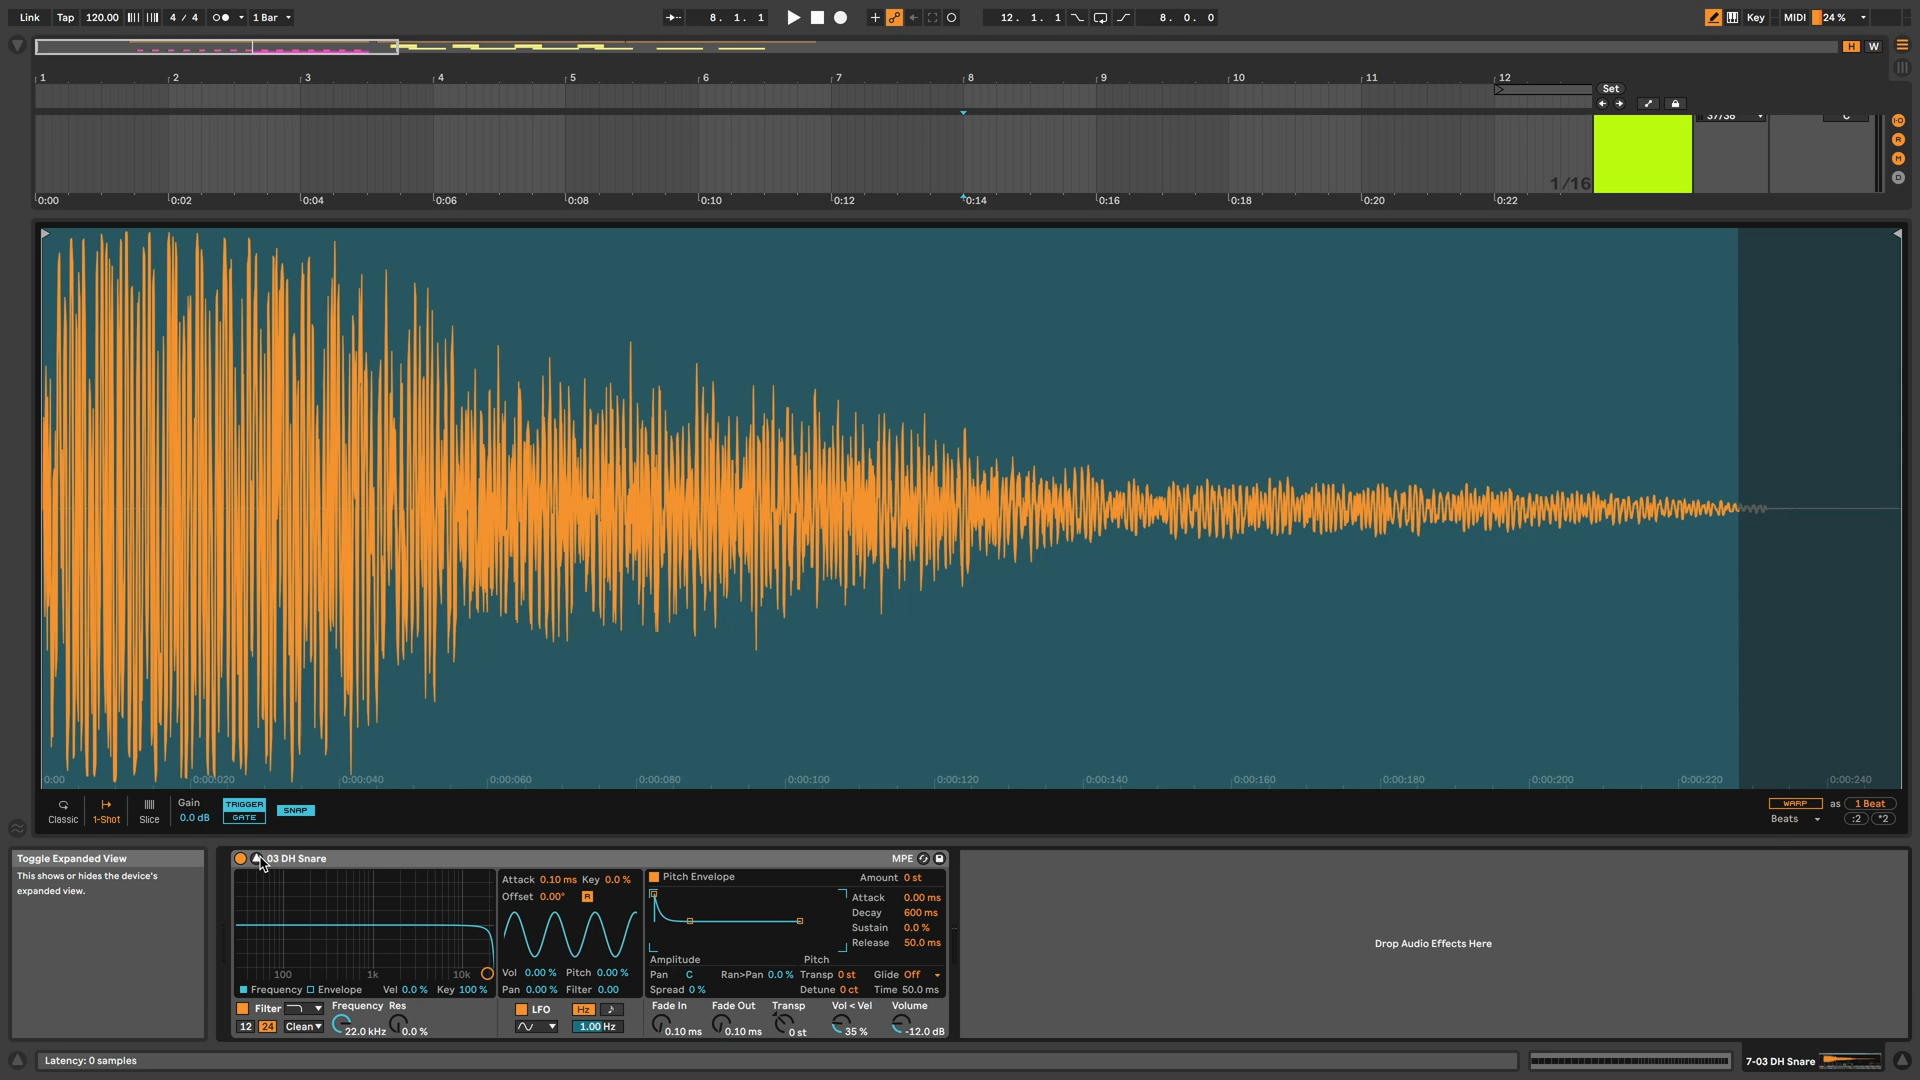 Link Tap 120.00 4 / 4 1 Bar 8. 1. 1 12. 1. 1 8. 0. 0 Key MIDI 24 %
H W
1 2 3 4 5 6 7 8 9 10 11 12
Set
37/38 C
1/16
0:00 0:02 0:04 0:06 0:08 0:10 0:12 0:14 0:16 0:18 0:20 0:22
I·O
R
M
D
0:00 0:00:020 0:00:040 0:00:060 0:00:080 0:00:100 0:00:120 0:00:140 0:00:160 0:00:180 0:00:200 0:00:220 0:00:240
Classic 1-Shot Slice
Gain
0.0 dB
TRIGGER
GATE
SNAP
WARP as 1 Beat
Beats :2 *2
Toggle Expanded View
This shows or hides the device's
expanded view.
03 DH Snare MPE
100 1k 10k
Frequency Envelope Vel 0.0 % Key 100 %
Filter Frequency Res
12 24 Clean 22.0 kHz 0.0 %
Attack 0.10 ms Key 0.0 %
Offset 0.00° R
Vol 0.00 % Pitch 0.00 %
Pan 0.00 % Filter 0.00
LFO Hz
1.00 Hz
Pitch Envelope Amount 0 st
Attack 0.00 ms
Decay 600 ms
Sustain 0.0 %
Release 50.0 ms
Amplitude Pitch
Pan C Ran>Pan 0.0 % Transp 0 st Glide Off
Spread 0 % Detune 0 ct Time 50.0 ms
Fade In Fade Out Transp Vol < Vel Volume
0.10 ms 0.10 ms 0 st 35 % -12.0 dB
Drop Audio Effects Here
Latency: 0 samples
7-03 DH Snare